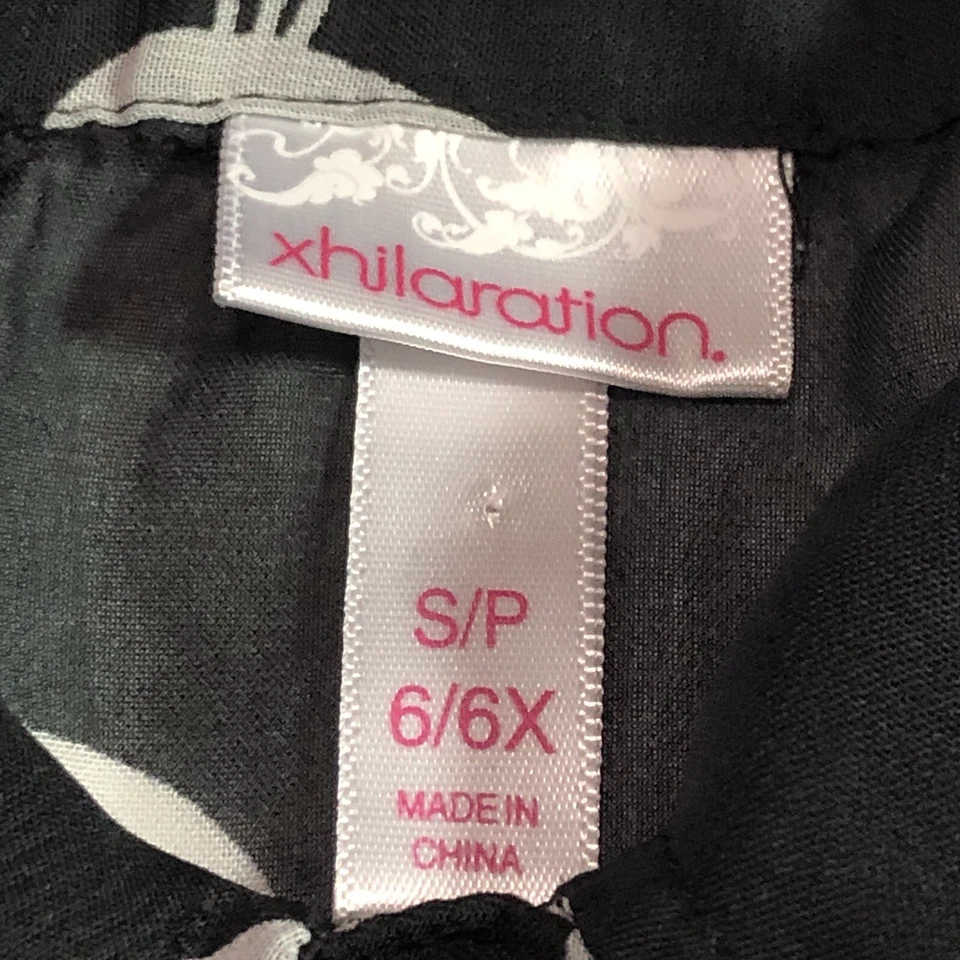 xhilaration.
S/P
6/6X
MADE IN
CHINA